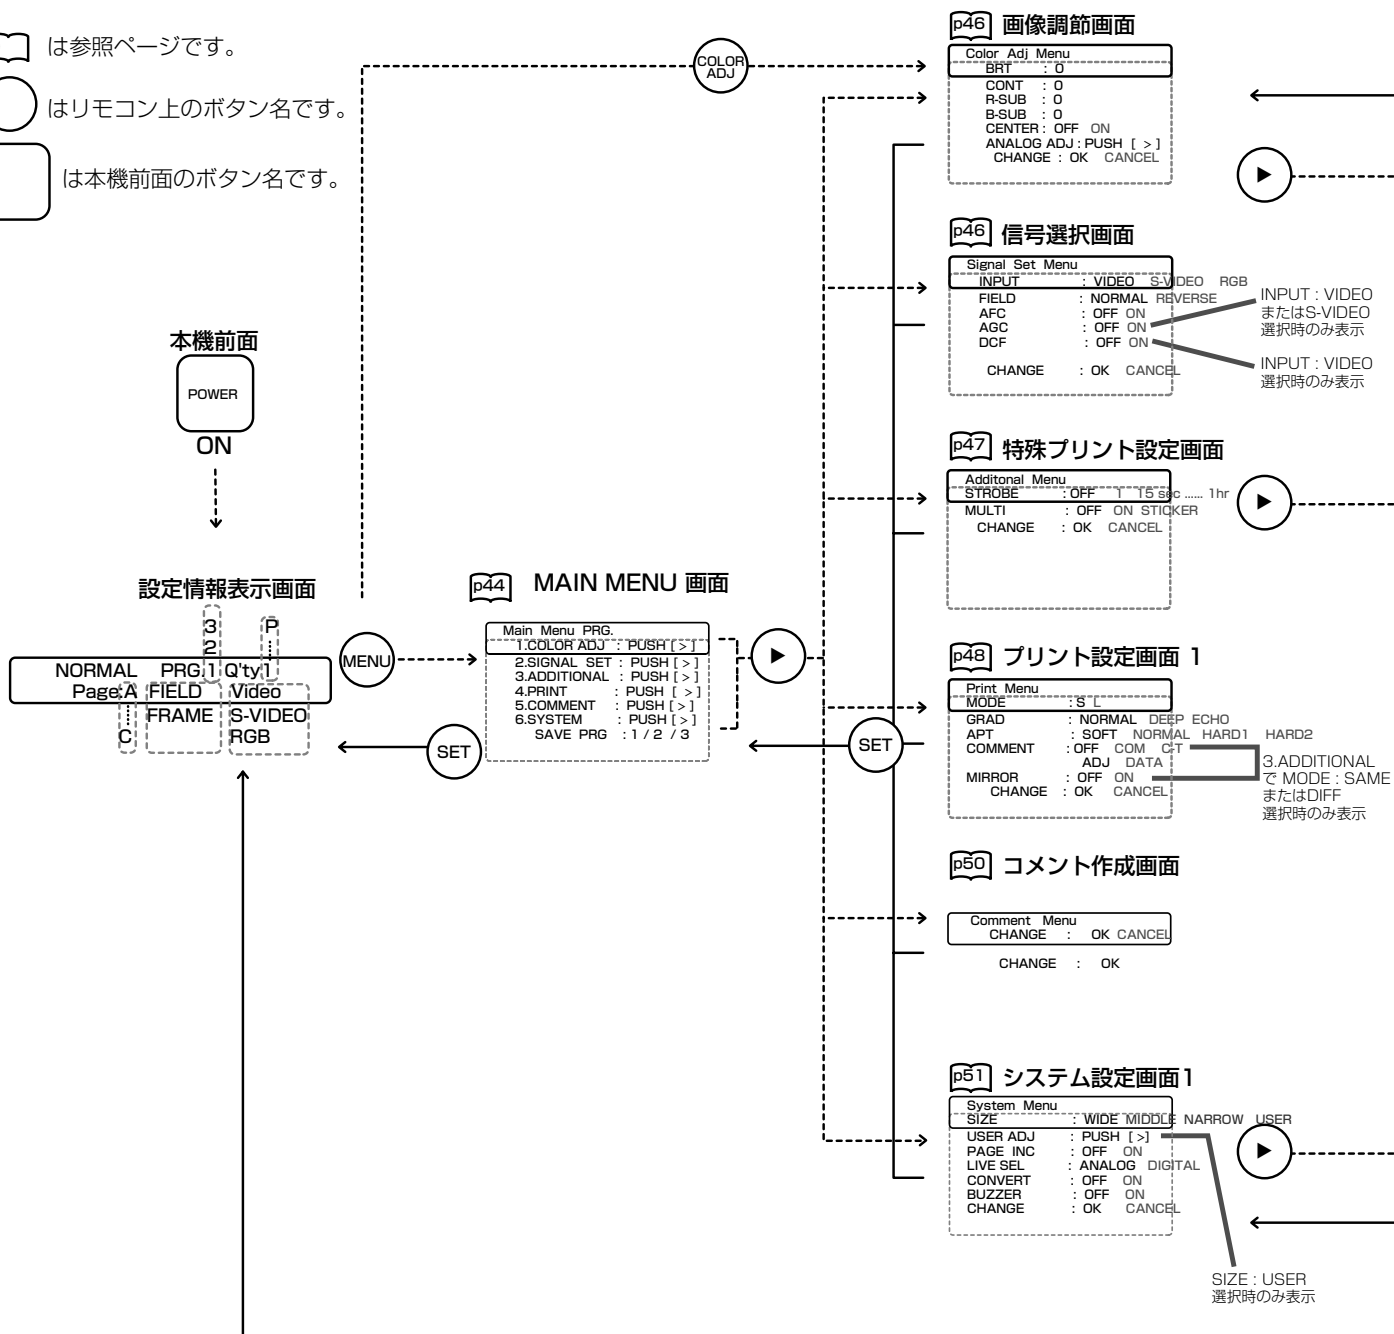 は参照ページです。
はリモコン上のボタン名です。
は本機前面のボタン名です。
本機前面
POWER
ON
設定情報表示画面
3 P
2
NORMAL PRG.1 Q'ty 1
Page:A FIELD Video
FRAME S-VIDEO
C RGB
MENU
COLOR
ADJ
SET
p44 MAIN MENU 画面
Main Menu PRG.
1.COLOR ADJ : PUSH [ > ]
2.SIGNAL SET : PUSH [ > ]
3.ADDITIONAL : PUSH [ > ]
4.PRINT : PUSH [ > ]
5.COMMENT : PUSH [ > ]
6.SYSTEM : PUSH [ > ]
SAVE PRG : 1 / 2 / 3
SET
p46 画像調節画面
Color Adj Menu
BRT : 0
CONT : 0
R-SUB : 0
B-SUB : 0
CENTER : OFF ON
ANALOG ADJ : PUSH [ > ]
CHANGE : OK CANCEL
p46 信号選択画面
Signal Set Menu
INPUT : VIDEO S-VIDEO RGB
FIELD : NORMAL REVERSE
AFC : OFF ON
AGC : OFF ON
DCF : OFF ON
CHANGE : OK CANCEL
INPUT : VIDEO
またはS-VIDEO
選択時のみ表示
INPUT : VIDEO
選択時のみ表示
p47 特殊プリント設定画面
Additonal Menu
STROBE : OFF 1 15 sec ...... 1hr
MULTI : OFF ON STICKER
CHANGE : OK CANCEL
p48 プリント設定画面 1
Print Menu
MODE : S L
GRAD : NORMAL DEEP ECHO
APT : SOFT NORMAL HARD1 HARD2
COMMENT : OFF COM C-T
ADJ DATA
MIRROR : OFF ON
CHANGE : OK CANCEL
3.ADDITIONAL
で MODE : SAME
またはDIFF
選択時のみ表示
p50 コメント作成画面
Comment Menu
CHANGE : OK CANCEL
CHANGE : OK
p51 システム設定画面1
System Menu
SIZE : WIDE MIDDLE NARROW USER
USER ADJ : PUSH [ >]
PAGE INC : OFF ON
LIVE SEL : ANALOG DIGITAL
CONVERT : OFF ON
BUZZER : OFF ON
CHANGE : OK CANCEL
SIZE : USER
選択時のみ表示